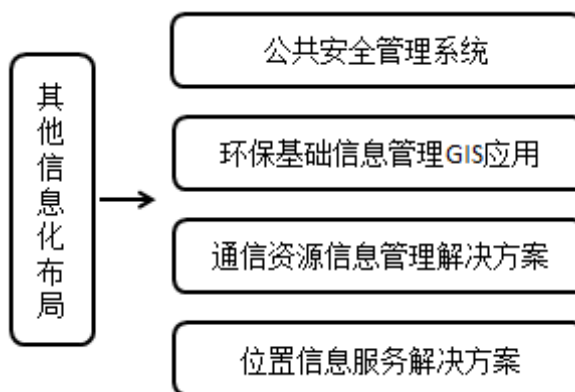 其他信息化布局
公共安全管理系统
环保基础信息管理GIS应用
通信资源信息管理解决方案
位置信息服务解决方案